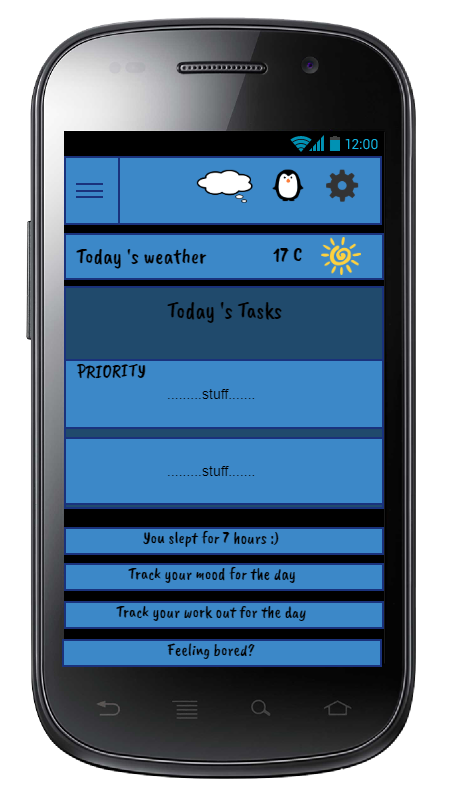 12:00
Today 's weather 17 C
Today 's Tasks
PRIORITY
.........stuff.......
.........stuff.......
You slept for 7 hours :)
Track your mood for the day
Track your work out for the day
Feeling bored?